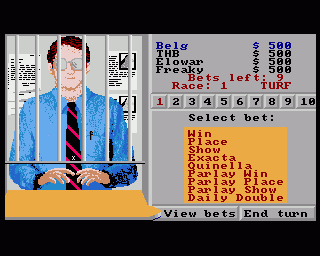 Belg $ 500
THB $ 500
Elowar $ 500
Freaky $ 500
Bets left: 9
Race: 1 TURF
1 2 3 4 5 6 7 8 9 10
Select bet:
Win
Place
Show
Exacta
Quinella
Parlay Win
Parlay Place
Parlay Show
Daily Double
View bets End turn